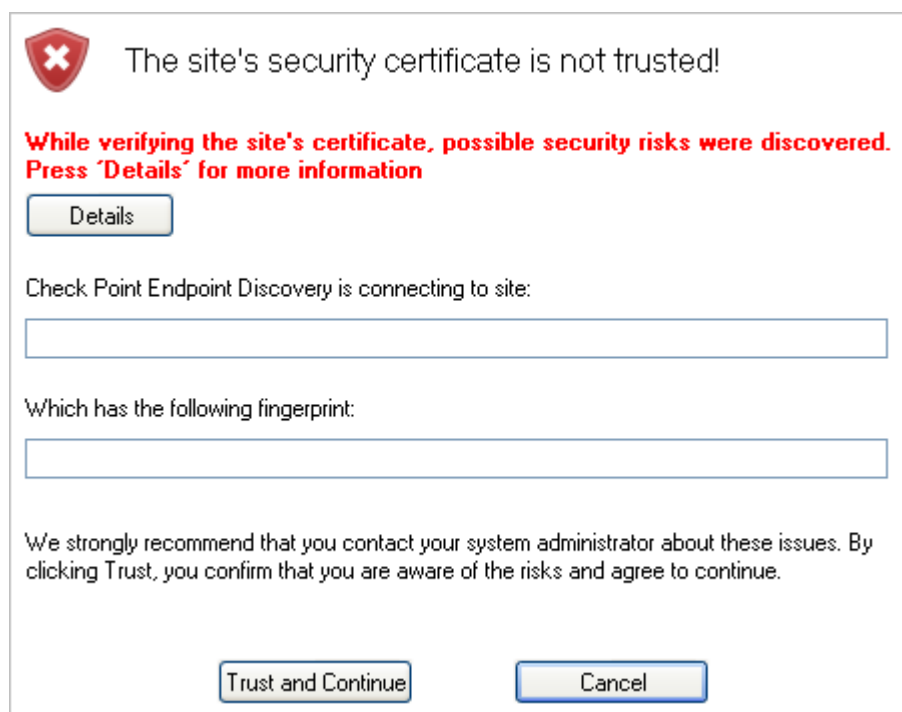 The site's security certificate is not trusted!
While verifying the site's certificate, possible security risks were discovered.
Press ´Details´ for more information
Details
Check Point Endpoint Discovery is connecting to site:
Which has the following fingerprint:
We strongly recommend that you contact your system administrator about these issues. By
clicking Trust, you confirm that you are aware of the risks and agree to continue.
Trust and Continue
Cancel